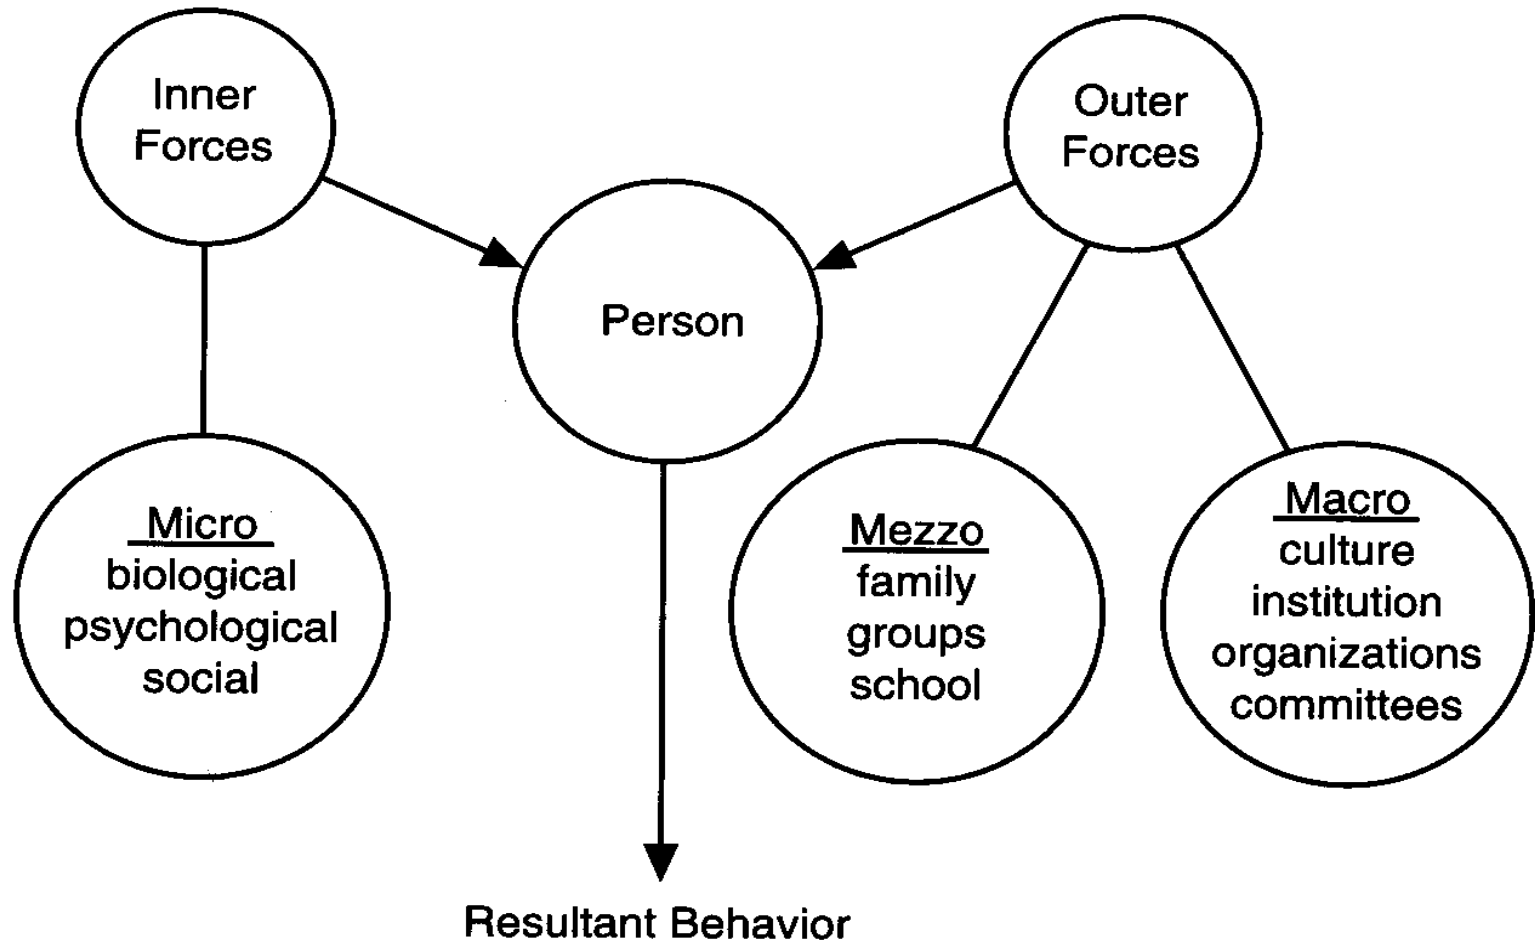 Inner
Forces
Outer
Forces
Person
Micro
biological
psychological
social
Mezzo
family
groups
school
Macro
culture
institution
organizations
committees
Resultant Behavior